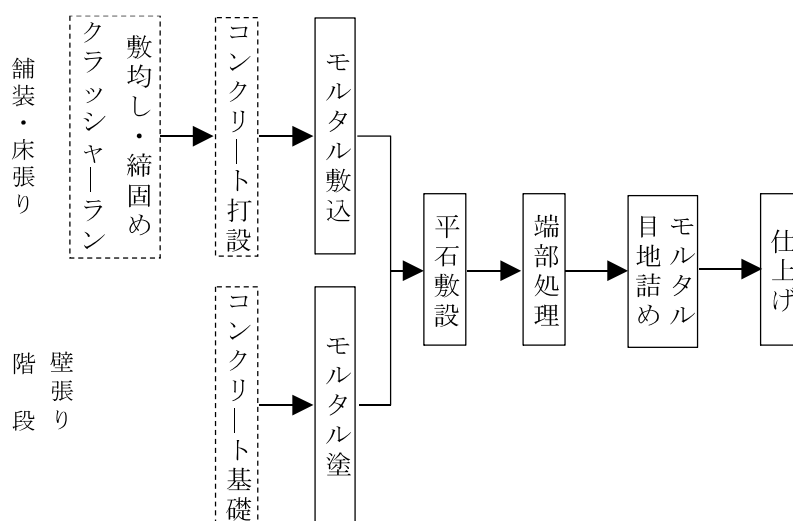 舗装・床張り
クラッシャーラン
敷均し・締固め
コンクリート打設
モルタル敷込
壁張り
階段
コンクリート基礎
モルタル塗
平石敷設
端部処理
モルタル
目地詰め
仕上げ